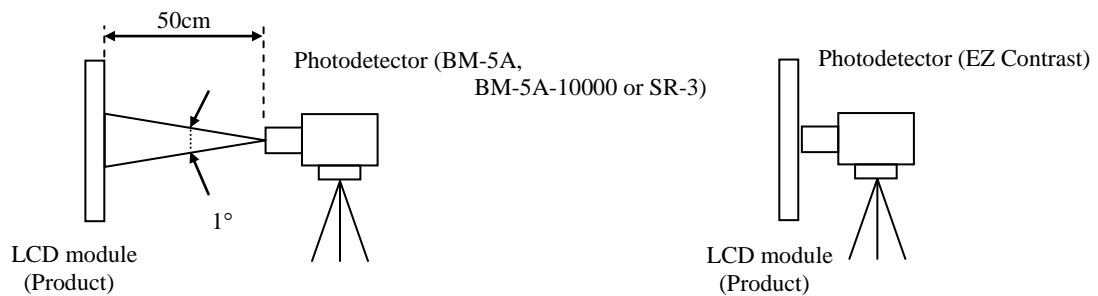 50cm
Photodetector (BM-5A,
BM-5A-10000 or SR-3)
1°
LCD module
(Product)
Photodetector (EZ Contrast)
LCD module
(Product)